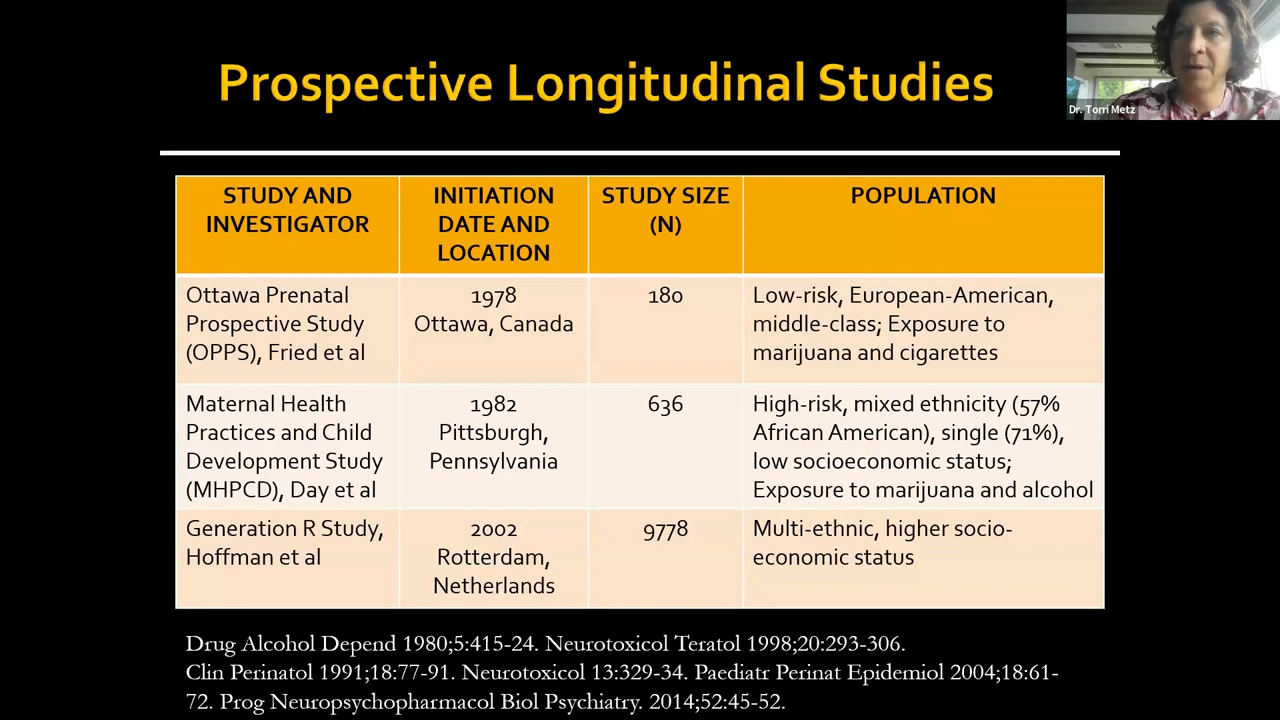 Prospective Longitudinal Studies
Dr. Torri Metz
STUDY AND
INVESTIGATOR
INITIATION
DATE AND
LOCATION
STUDY SIZE
(N)
POPULATION
Ottawa Prenatal
Prospective Study
(OPPS), Fried et al
1978
Ottawa, Canada
180
Low-risk, European-American,
middle-class; Exposure to
marijuana and cigarettes
Maternal Health
Practices and Child
Development Study
(MHPCD), Day et al
1982
Pittsburgh,
Pennsylvania
636
High-risk, mixed ethnicity (57%
African American), single (71%),
low socioeconomic status;
Exposure to marijuana and alcohol
Generation R Study,
Hoffman et al
2002
Rotterdam,
Netherlands
9778
Multi-ethnic, higher socio-
economic status
Drug Alcohol Depend 1980;5:415-24. Neurotoxicol Teratol 1998;20:293-306.
Clin Perinatol 1991;18:77-91. Neurotoxicol 13:329-34. Paediatr Perinat Epidemiol 2004;18:61-
72. Prog Neuropsychopharmacol Biol Psychiatry. 2014;52:45-52.